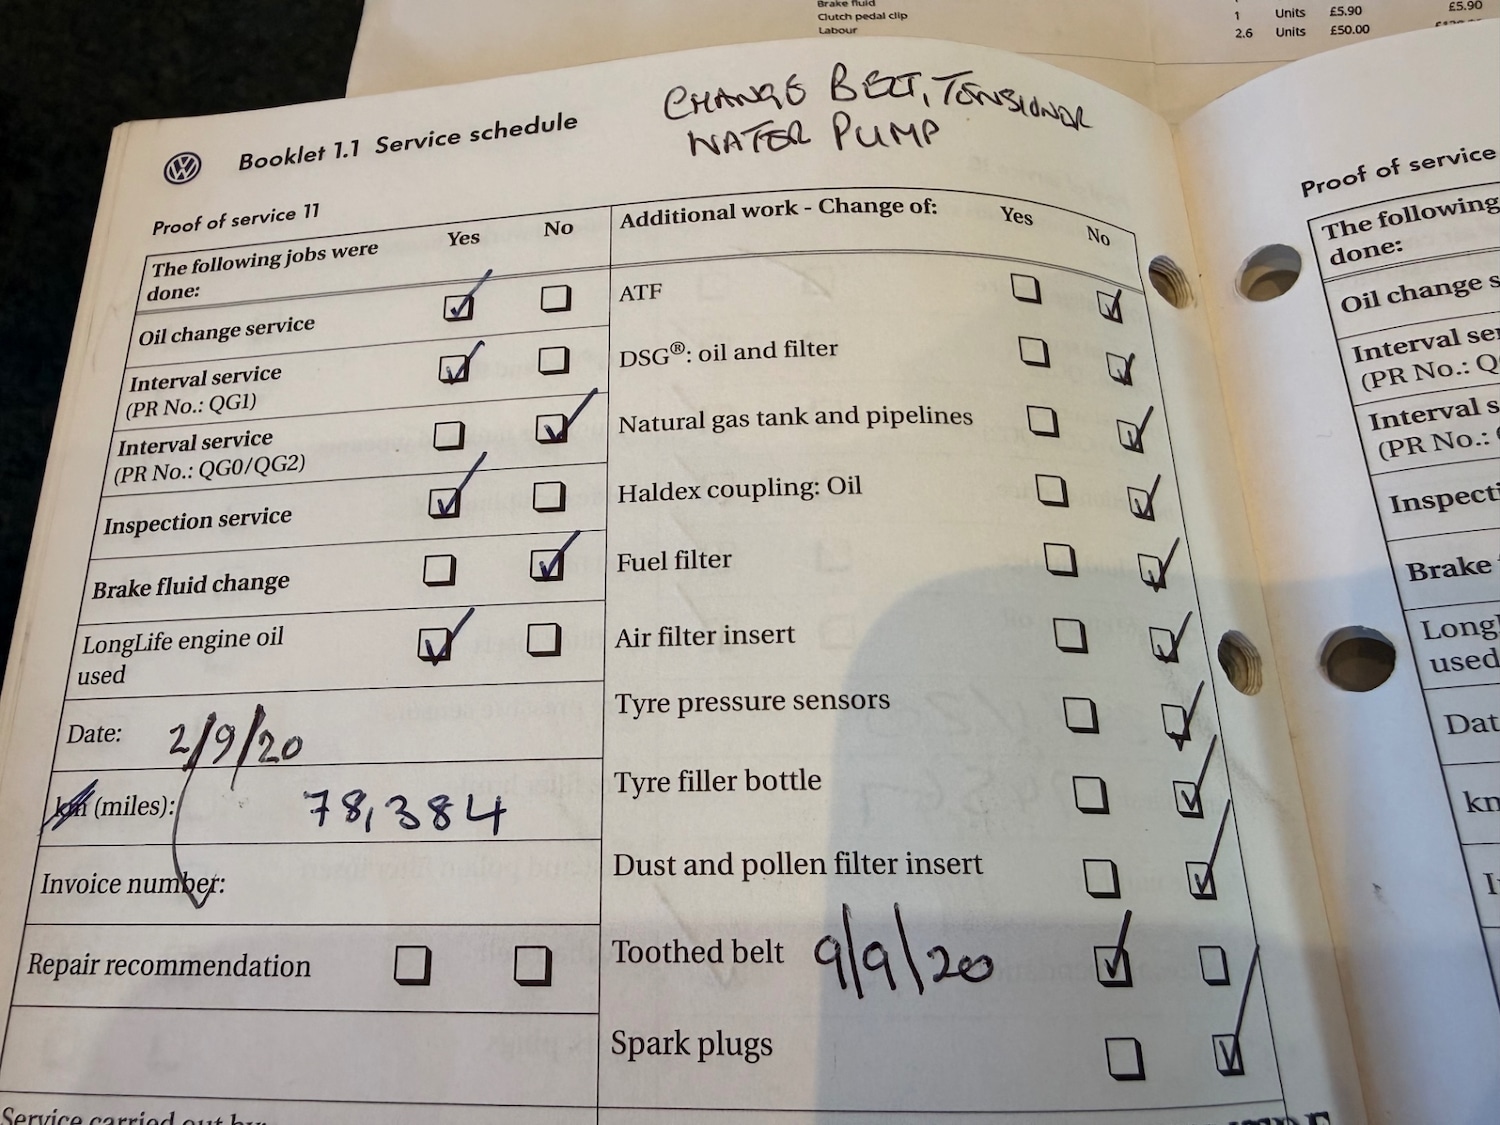 Brake fluid
Clutch pedal clip
Labour
1 Units £5.90 £5.90
2.6 Units £50.00
CHANGE BELT, TENSIONER
WATER PUMP
Booklet 1.1 Service schedule
Proof of service 11
The following jobs were done: Yes No
Oil change service
Interval service
(PR No.: QG1)
Interval service
(PR No.: QG0/QG2)
Inspection service
Brake fluid change
LongLife engine oil
used
Date: 2/9/20
km (miles): 78,384
Invoice number:
Repair recommendation
Service carried out by:
Additional work - Change of: Yes No
ATF
DSG®: oil and filter
Natural gas tank and pipelines
Haldex coupling: Oil
Fuel filter
Air filter insert
Tyre pressure sensors
Tyre filler bottle
Dust and pollen filter insert
Toothed belt 9/9/20
Spark plugs
Proof of service
The following
done:
Oil change s
Interval ser
(PR No.: Q
Interval s
(PR No.:
Inspecti
Brake
Longl
used
Dat
kn